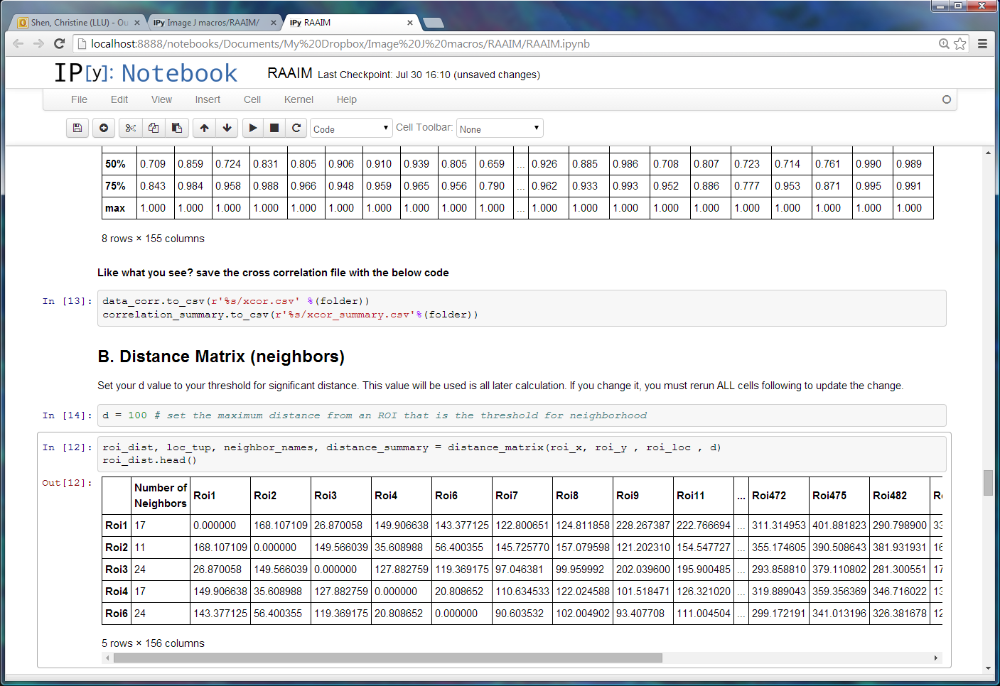 Shen, Christine (LLU) - Ou
IPy Image J macros/RAAIM/
IPy RAAIM
localhost:8888/notebooks/Documents/My%20Dropbox/Image%20J%20macros/RAAIM/RAAIM.ipynb
IP[y]: Notebook RAAIM Last Checkpoint: Jul 30 16:10 (unsaved changes)
File Edit View Insert Cell Kernel Help
Code Cell Toolbar: None
50% 0.709 0.859 0.724 0.831 0.805 0.906 0.910 0.939 0.805 0.659 ... 0.926 0.885 0.986 0.708 0.807 0.723 0.714 0.761 0.990 0.989
75% 0.843 0.984 0.958 0.988 0.966 0.948 0.959 0.965 0.956 0.790 ... 0.962 0.933 0.993 0.952 0.886 0.777 0.953 0.871 0.995 0.991
max 1.000 1.000 1.000 1.000 1.000 1.000 1.000 1.000 1.000 1.000 ... 1.000 1.000 1.000 1.000 1.000 1.000 1.000 1.000 1.000 1.000
8 rows × 155 columns
Like what you see? save the cross correlation file with the below code
In [13]: data_corr.to_csv(r'%s/xcor.csv' %(folder))
correlation_summary.to_csv(r'%s/xcor_summary.csv'%(folder))
B. Distance Matrix (neighbors)
Set your d value to your threshold for significant distance. This value will be used is all later calculation. If you change it, you must rerun ALL cells following to update the change.
In [14]: d = 100 # set the maximum distance from an ROI that is the threshold for neighborhood
In [12]: roi_dist, loc_tup, neighbor_names, distance_summary = distance_matrix(roi_x, roi_y , roi_loc , d)
roi_dist.head()
Out[12]:
Number of Neighbors Roi1 Roi2 Roi3 Roi4 Roi6 Roi7 Roi8 Roi9 Roi11 ... Roi472 Roi475 Roi482 Ro
Roi1 17 0.000000 168.107109 26.870058 149.906638 143.377125 122.800651 124.811858 228.267387 222.766694 ... 311.314953 401.881823 290.798900 33
Roi2 11 168.107109 0.000000 149.566039 35.608988 56.400355 145.725770 157.079598 121.202310 154.547727 ... 355.174605 390.508643 381.931931 16
Roi3 24 26.870058 149.566039 0.000000 127.882759 119.369175 97.046381 99.959992 202.039600 195.900485 ... 293.858810 379.110802 281.300551 17
Roi4 17 149.906638 35.608988 127.882759 0.000000 20.808652 110.634533 122.024588 101.518471 126.321020 ... 319.889043 359.356369 346.716022 13
Roi6 24 143.377125 56.400355 119.369175 20.808652 0.000000 90.603532 102.004902 93.407708 111.004504 ... 299.172191 341.013196 326.381678 12
5 rows × 156 columns